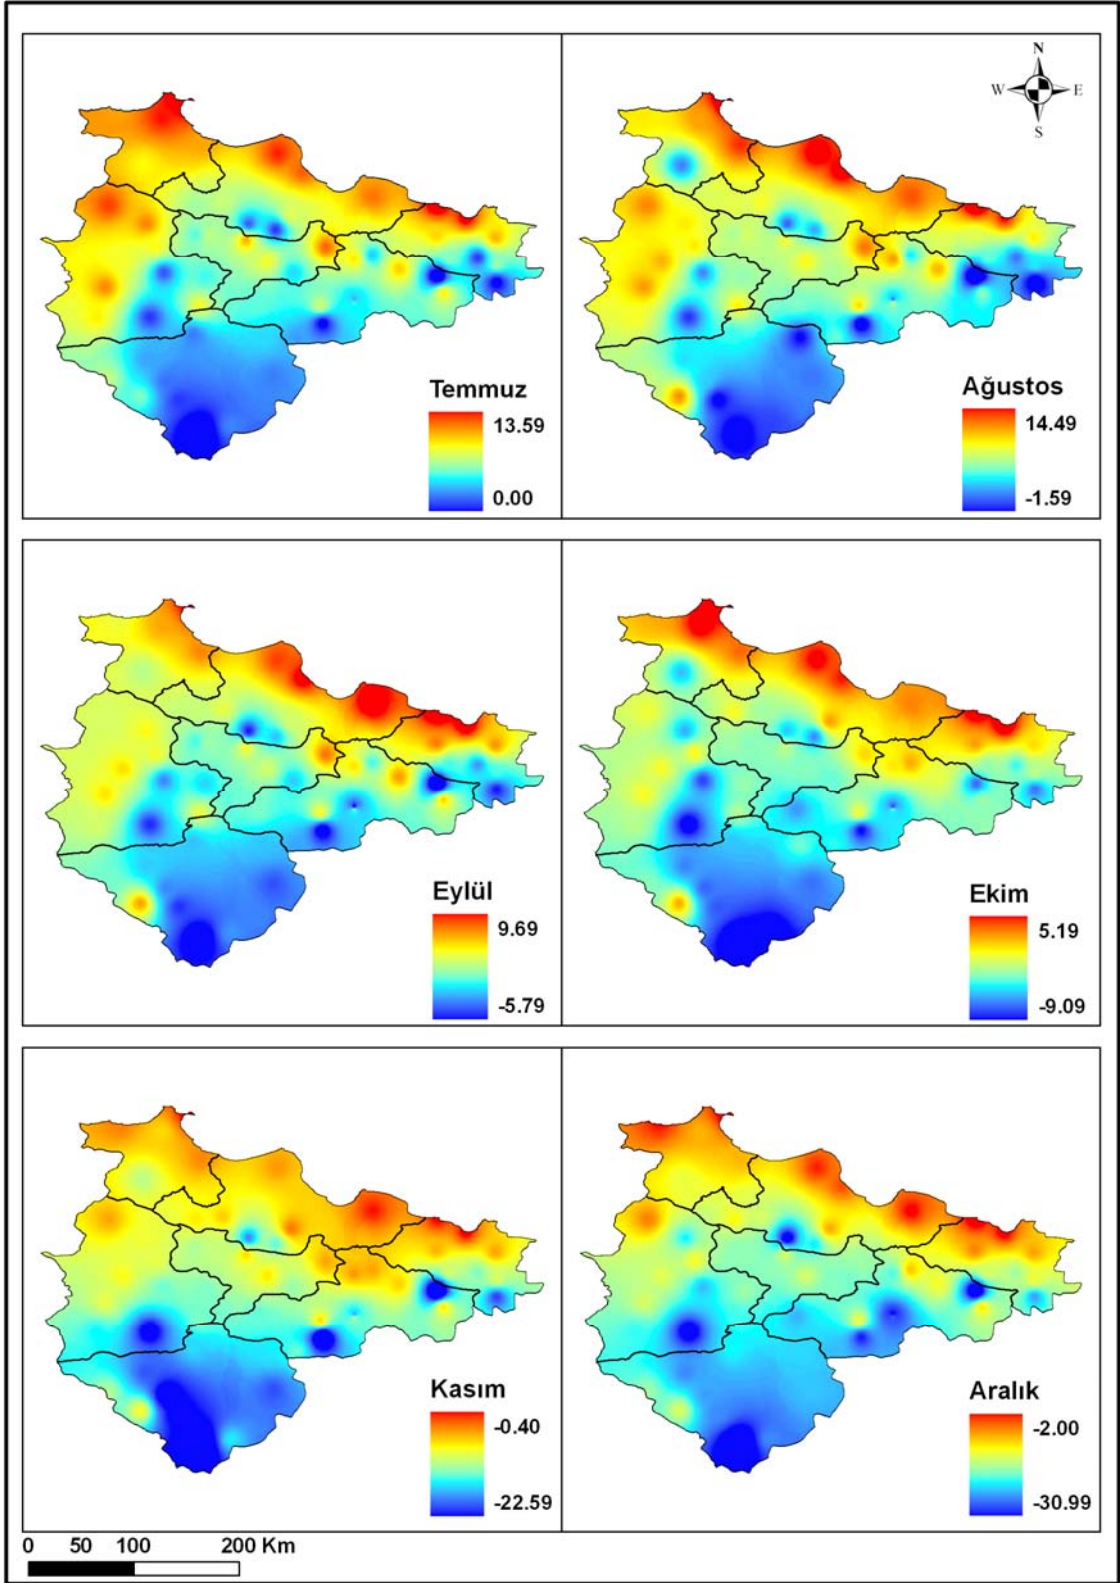 N
W E
S
Temmuz
13.59
0.00
Ağustos
14.49
-1.59
Eylül
9.69
-5.79
Ekim
5.19
-9.09
Kasım
-0.40
-22.59
Aralık
-2.00
-30.99
0 50 100 200 Km